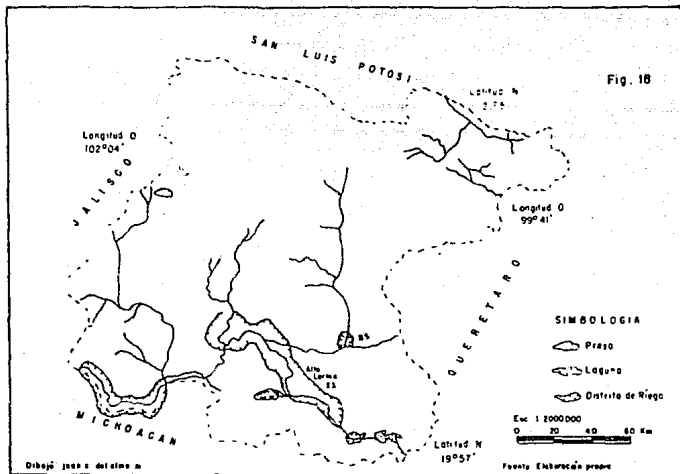 SAN LUIS POTOSI
Fig. 18
Latitud N
Longitud O
102°04'
JALISCO
Longitud O
99°41'
QUERETARO
SIMBOLOGIA
Presa
Laguna
Distrito de Riego
85
Alto
Lerma
MICHOACAN
Latitud N
19°57'
Esc 1:2000000
0 20 40 60 Km
Dibujó
Fuente Elaboración propia